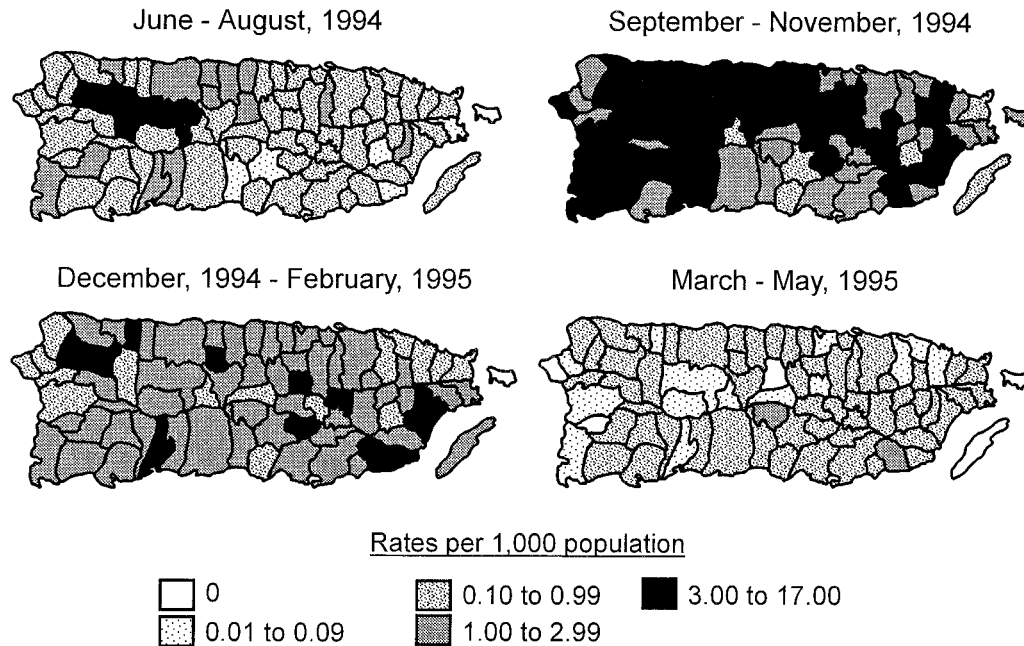 June - August, 1994
September - November, 1994
December, 1994 - February, 1995
March - May, 1995
Rates per 1,000 population
0
0.10 to 0.99
3.00 to 17.00
0.01 to 0.09
1.00 to 2.99